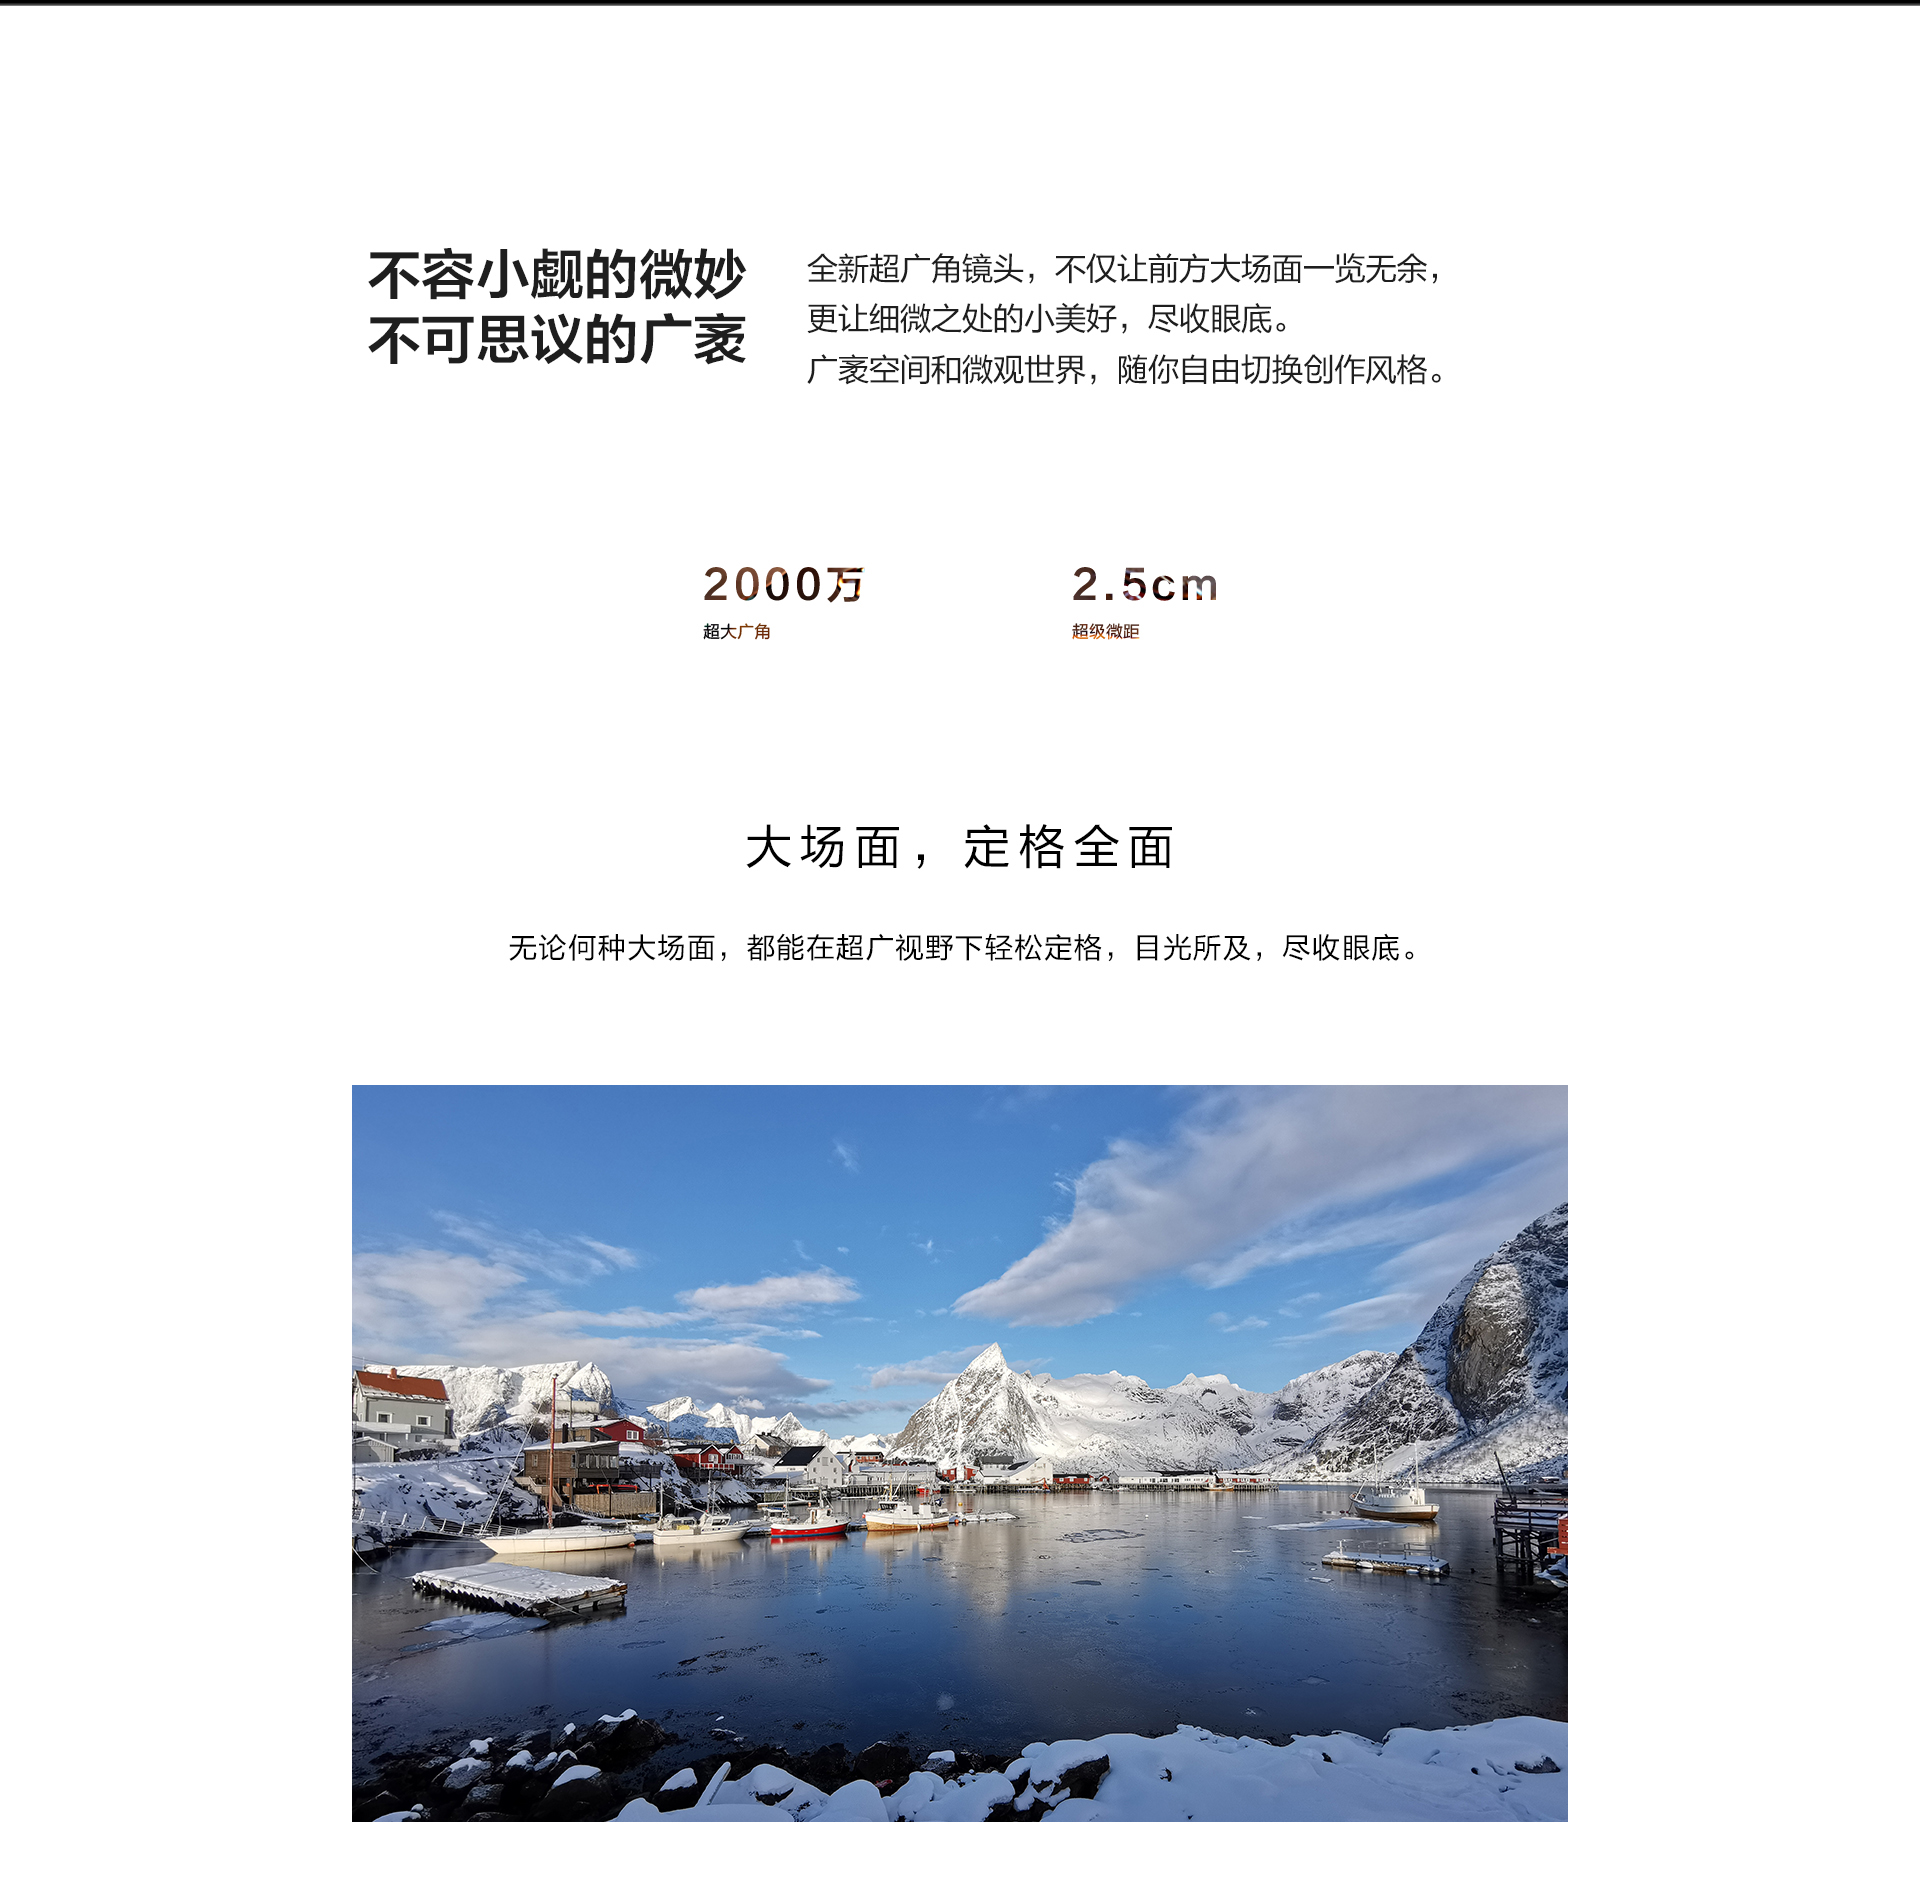 不容小觑的微妙
不可思议的广袤
全新超广角镜头，不仅让前方大场面一览无余，
更让细微之处的小美好，尽收眼底。
广袤空间和微观世界，随你自由切换创作风格。
2000万
超大广角
2.5cm
超级微距
大场面，定格全面
无论何种大场面，都能在超广视野下轻松定格，目光所及，尽收眼底。